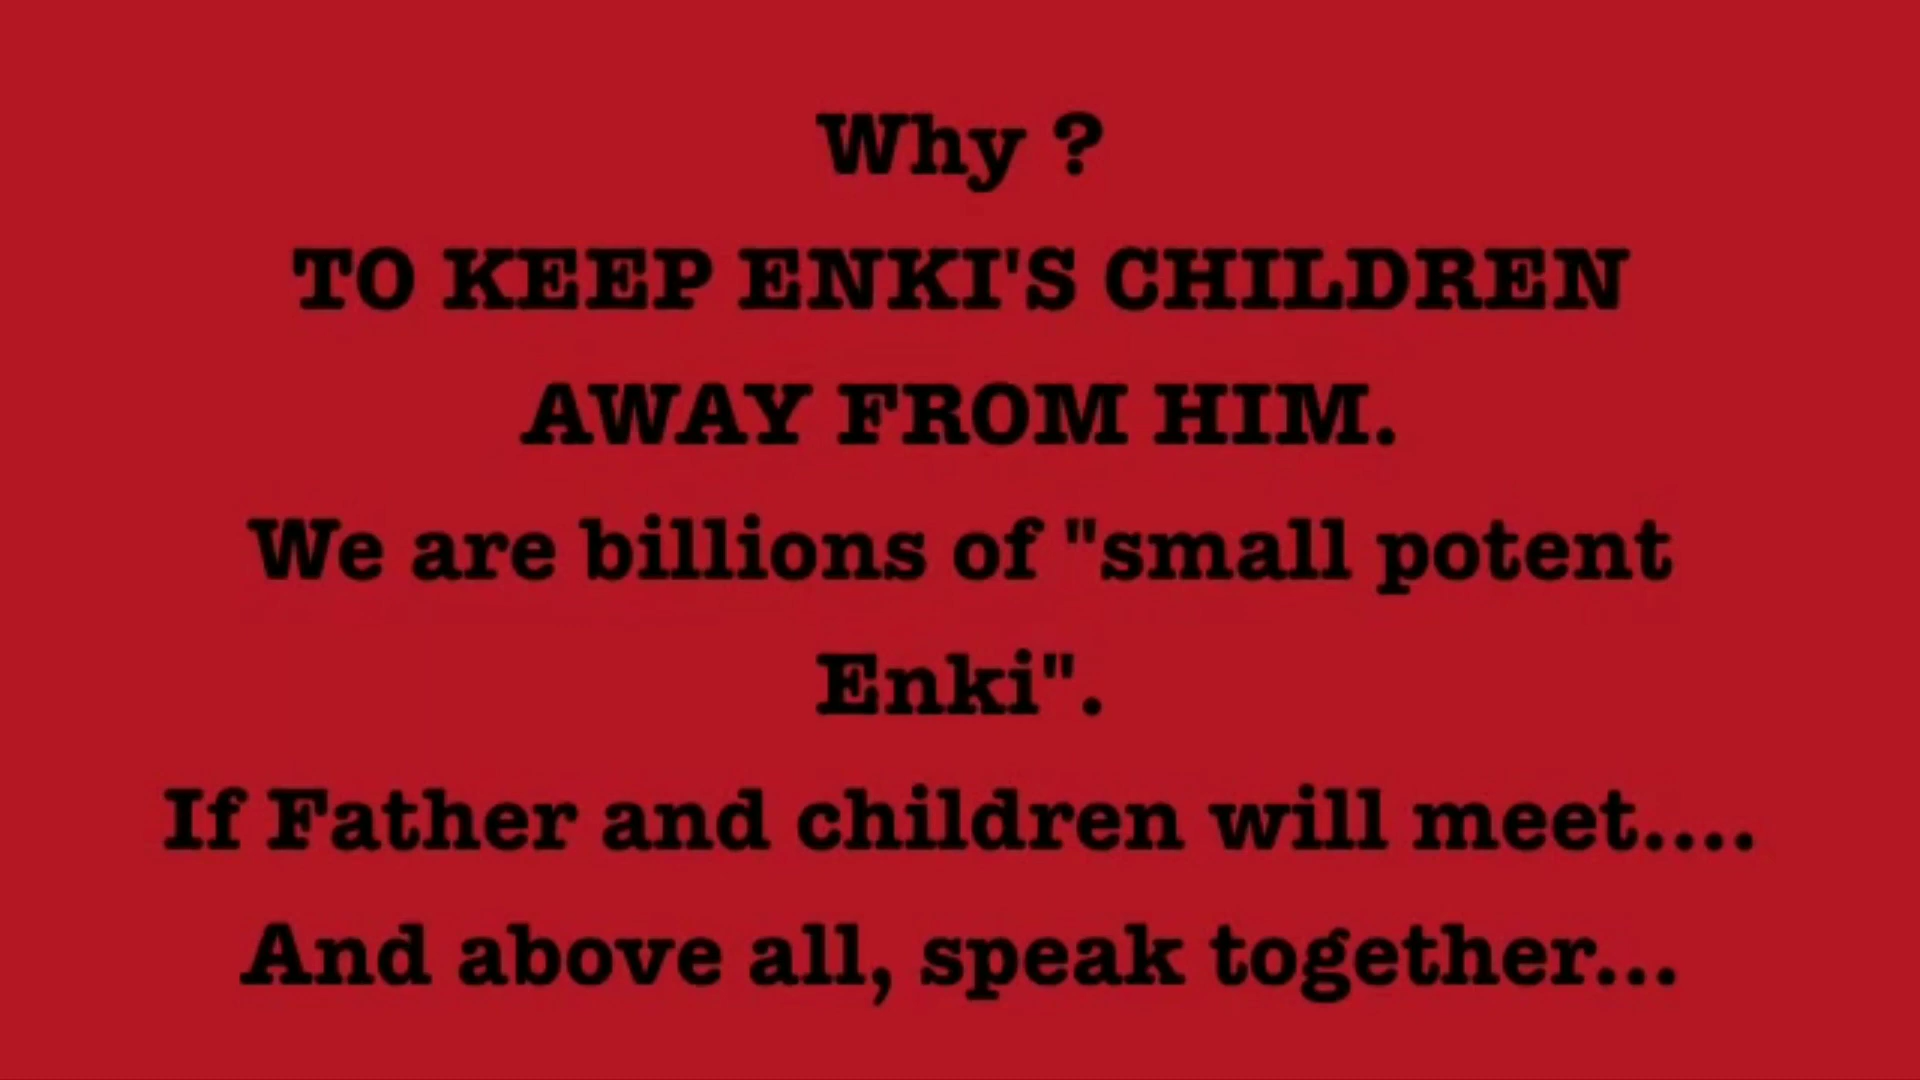 Why ?
TO KEEP ENKI'S CHILDREN
AWAY FROM HIM.
We are billions of "small potent
Enki".
If Father and children will meet....
And above all, speak together...